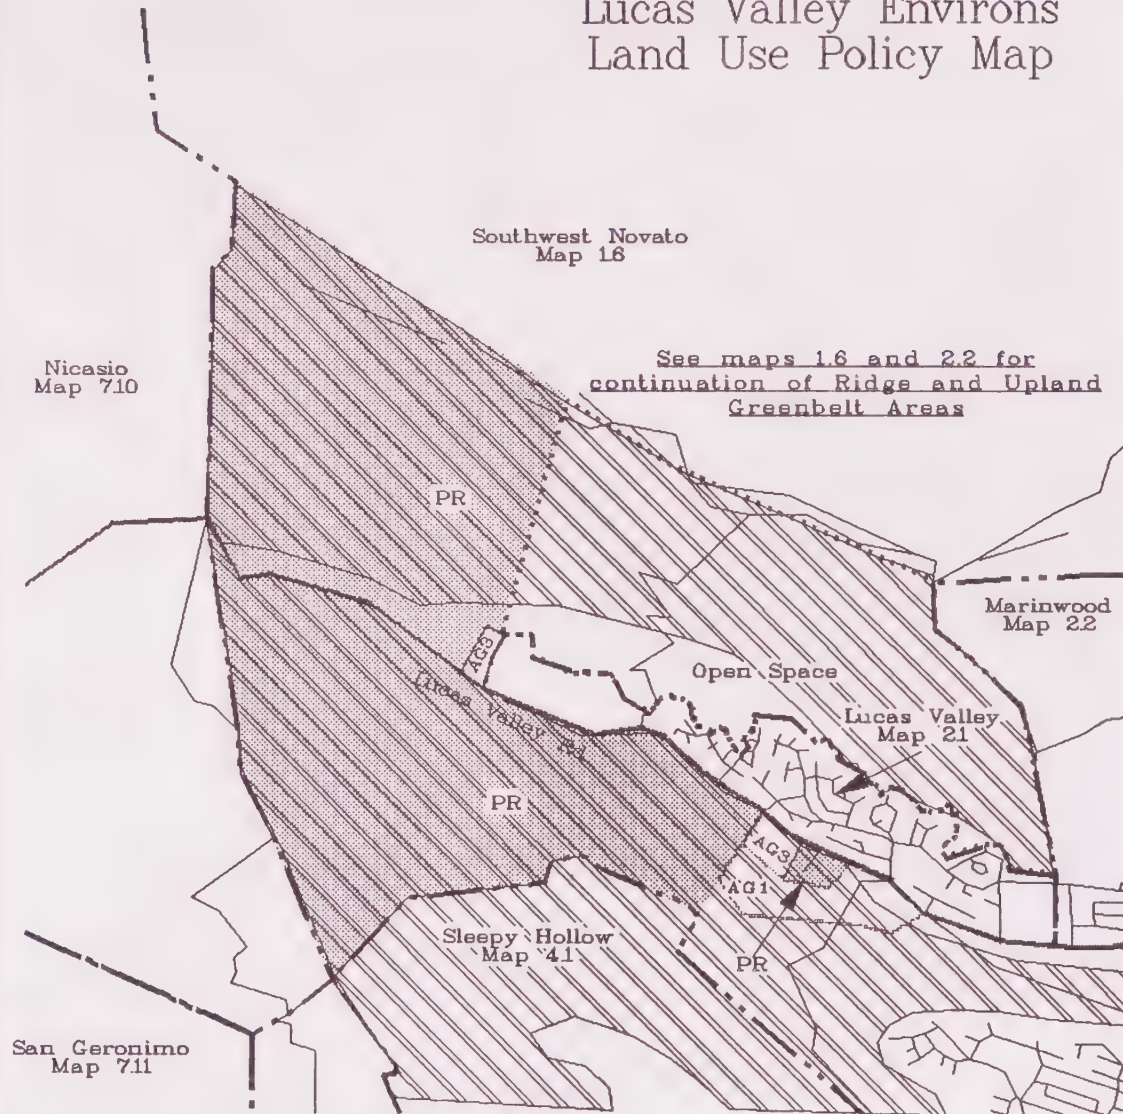 Lucas Valley Environs
Land Use Policy Map
Southwest Novato
Map 1.6
Nicasio
Map 7.10
See maps 1.6 and 2.2 for
continuation of Ridge and Upland
Greenbelt Areas
PR
Marinwood
Map 2.2
AG3
Open Space
Lucas Valley Rd.
Lucas Valley
Map 2.1
PR
AG3
AG1
Sleepy Hollow
Map 4.1
PR
San Geronimo
Map 7.11